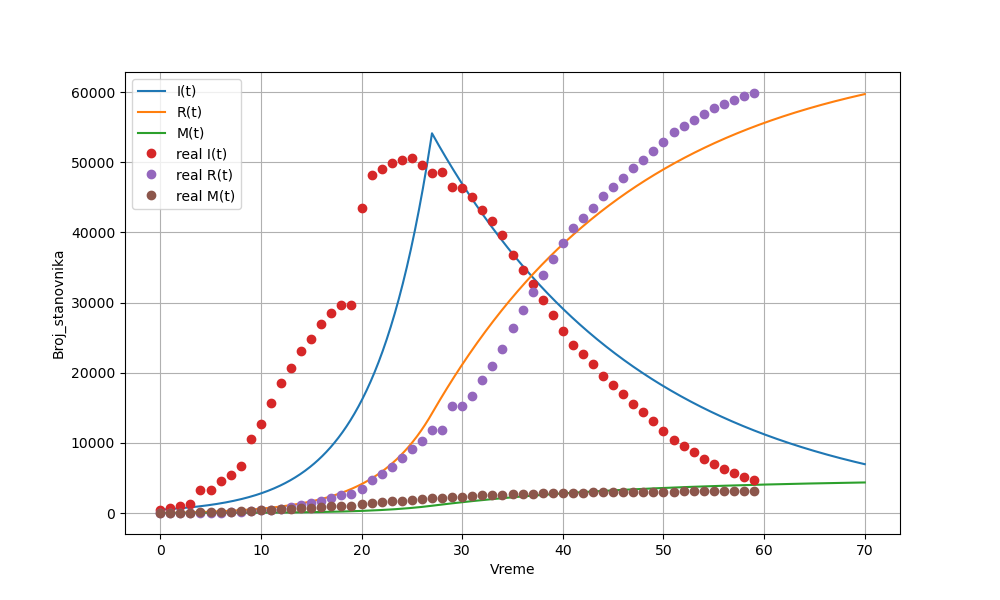 I(t)
R(t)
M(t)
real I(t)
real R(t)
real M(t)
60000
50000
40000
30000
20000
10000
0
Broj_stanovnika
0 10 20 30 40 50 60 70
Vreme